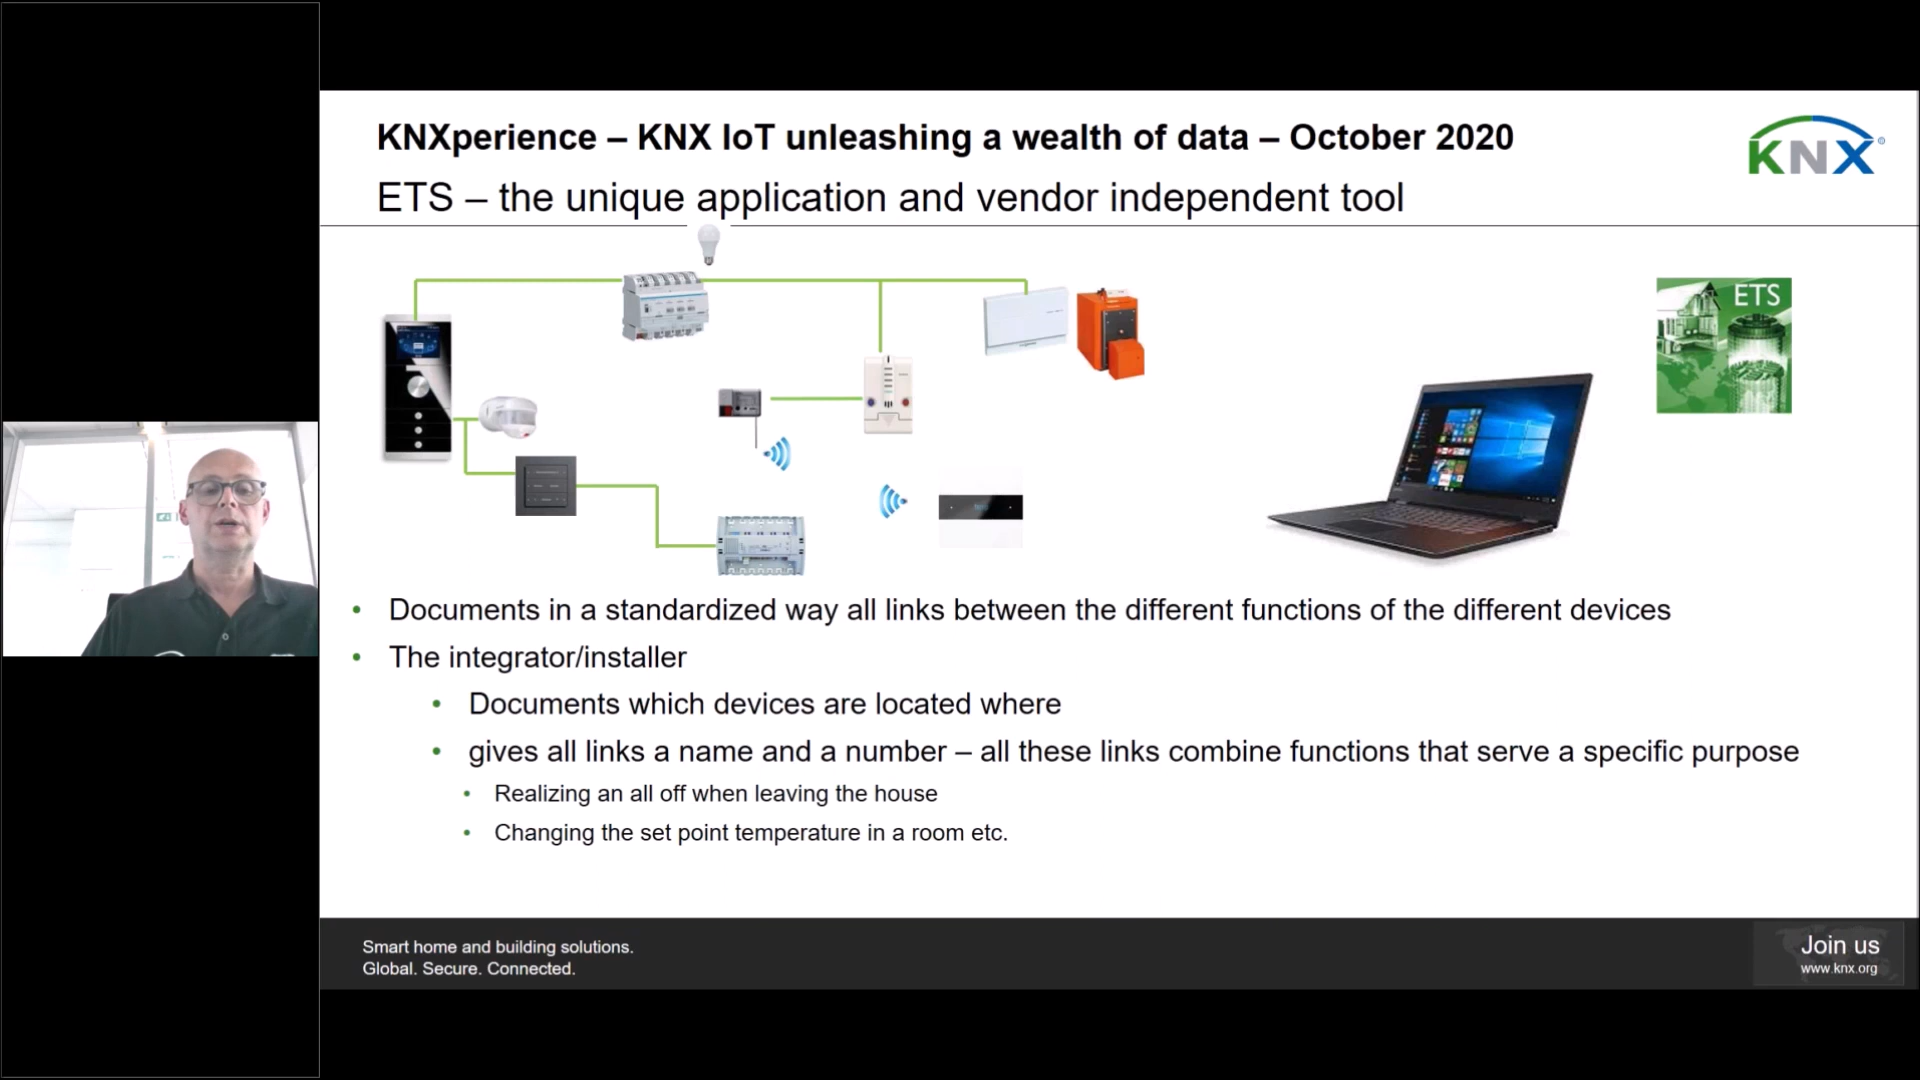 KNXperience – KNX IoT unleashing a wealth of data – October 2020
KNX
ETS – the unique application and vendor independent tool
ETS
• Documents in a standardized way all links between the different functions of the different devices
• The integrator/installer
• Documents which devices are located where
• gives all links a name and a number – all these links combine functions that serve a specific purpose
• Realizing an all off when leaving the house
• Changing the set point temperature in a room etc.
Smart home and building solutions.
Global. Secure. Connected.
Join us
www.knx.org